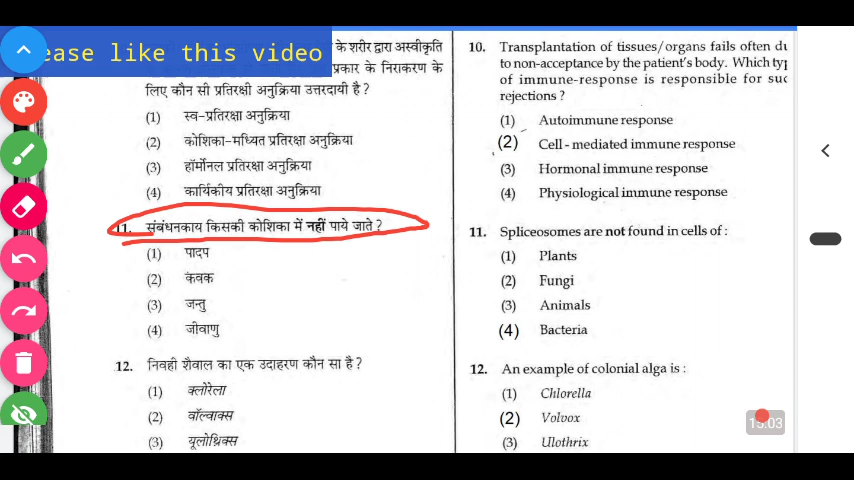 ease like this video
के शरीर द्वारा अस्वीकृति
प्रकार के निराकरण के
लिए कौन सी प्रतिरक्षी अनुक्रिया उत्तरदायी है ?
(1) स्व-प्रतिरक्षा अनुक्रिया
(2) कोशिका-मध्यित प्रतिरक्षा अनुक्रिया
(3) हॉर्मोनल प्रतिरक्षा अनुक्रिया
(4) कार्यिकीय प्रतिरक्षा अनुक्रिया
11. संबंधनकाय किसकी कोशिका में नहीं पाये जाते ?
(1) पादप
(2) कवक
(3) जन्तु
(4) जीवाणु
12. निवही शैवाल का एक उदाहरण कौन सा है ?
(1) क्लोरेला
(2) वॉल्वाक्स
(3) यूलोथ्रिक्स
10. Transplantation of tissues/organs fails often du
to non-acceptance by the patient's body. Which typ
of immune-response is responsible for suc
rejections ?
(1) Autoimmune response
(2) Cell - mediated immune response
(3) Hormonal immune response
(4) Physiological immune response
11. Spliceosomes are not found in cells of :
(1) Plants
(2) Fungi
(3) Animals
(4) Bacteria
12. An example of colonial alga is :
(1) Chlorella
(2) Volvox
(3) Ulothrix
15:03